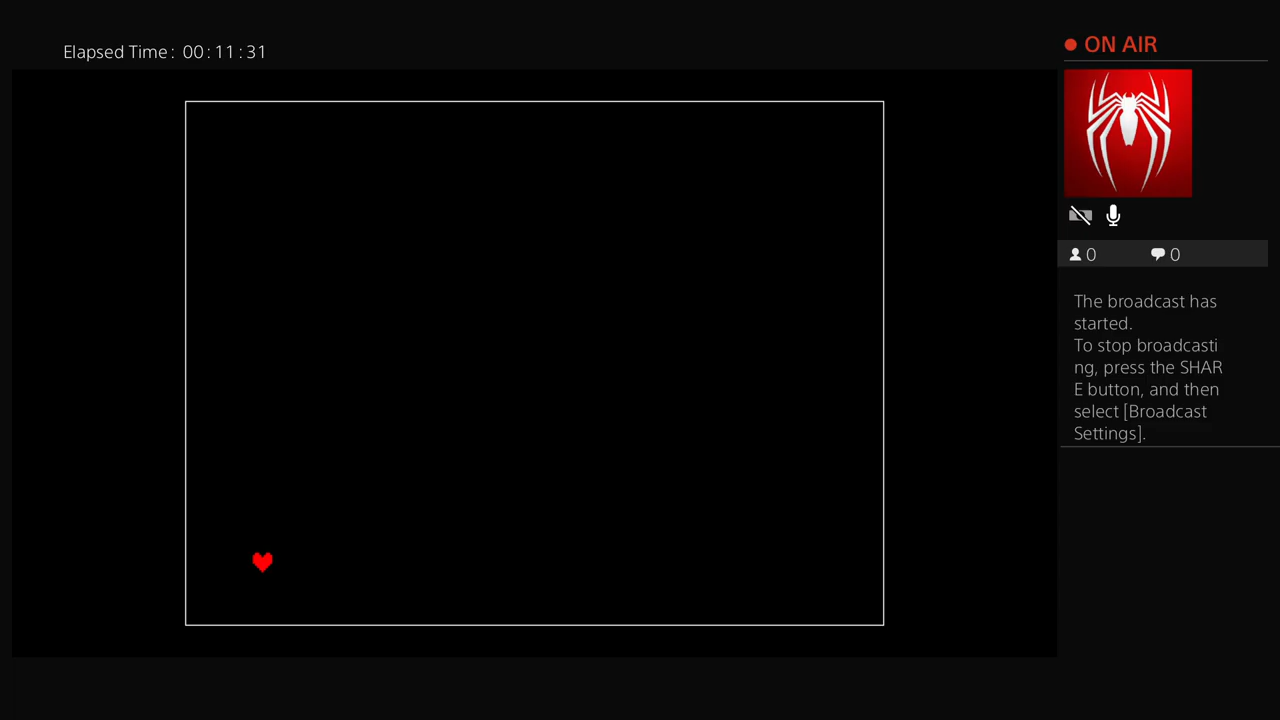 Elapsed Time: 00:11:31
ON AIR
0 0
The broadcast has
started.
To stop broadcasti
ng, press the SHAR
E button, and then
select [Broadcast
Settings].